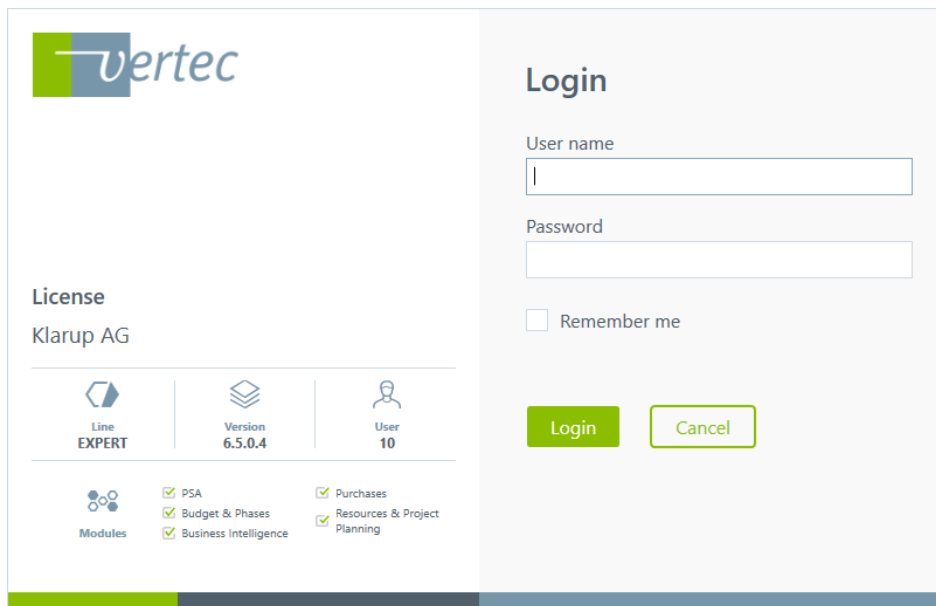 vertec
License
Klarup AG
Line
EXPERT
Version
6.5.0.4
User
10
Modules
PSA
Budget & Phases
Business Intelligence
Purchases
Resources & Project
Planning
Login
User name
Password
Remember me
Login
Cancel